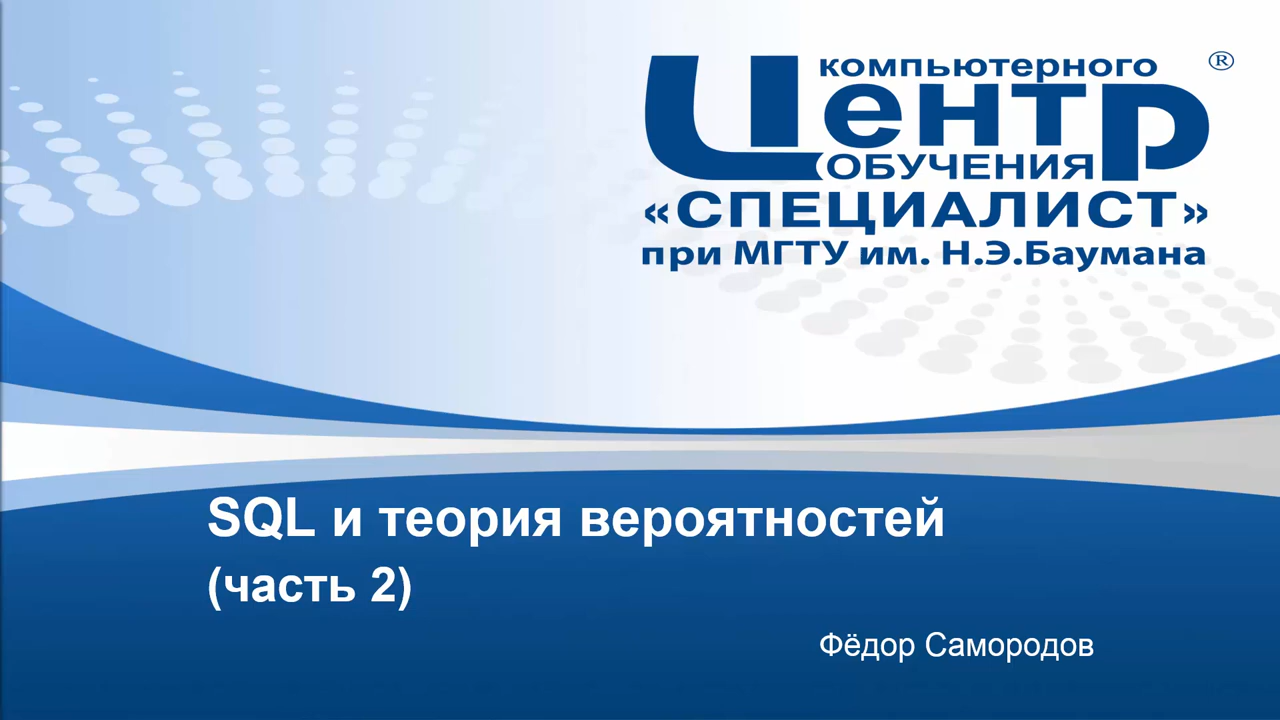 компьютерного ®
Центр
ОБУЧЕНИЯ
«СПЕЦИАЛИСТ»
при МГТУ им. Н.Э.Баумана
SQL и теория вероятностей
(часть 2)
Фёдор Самородов